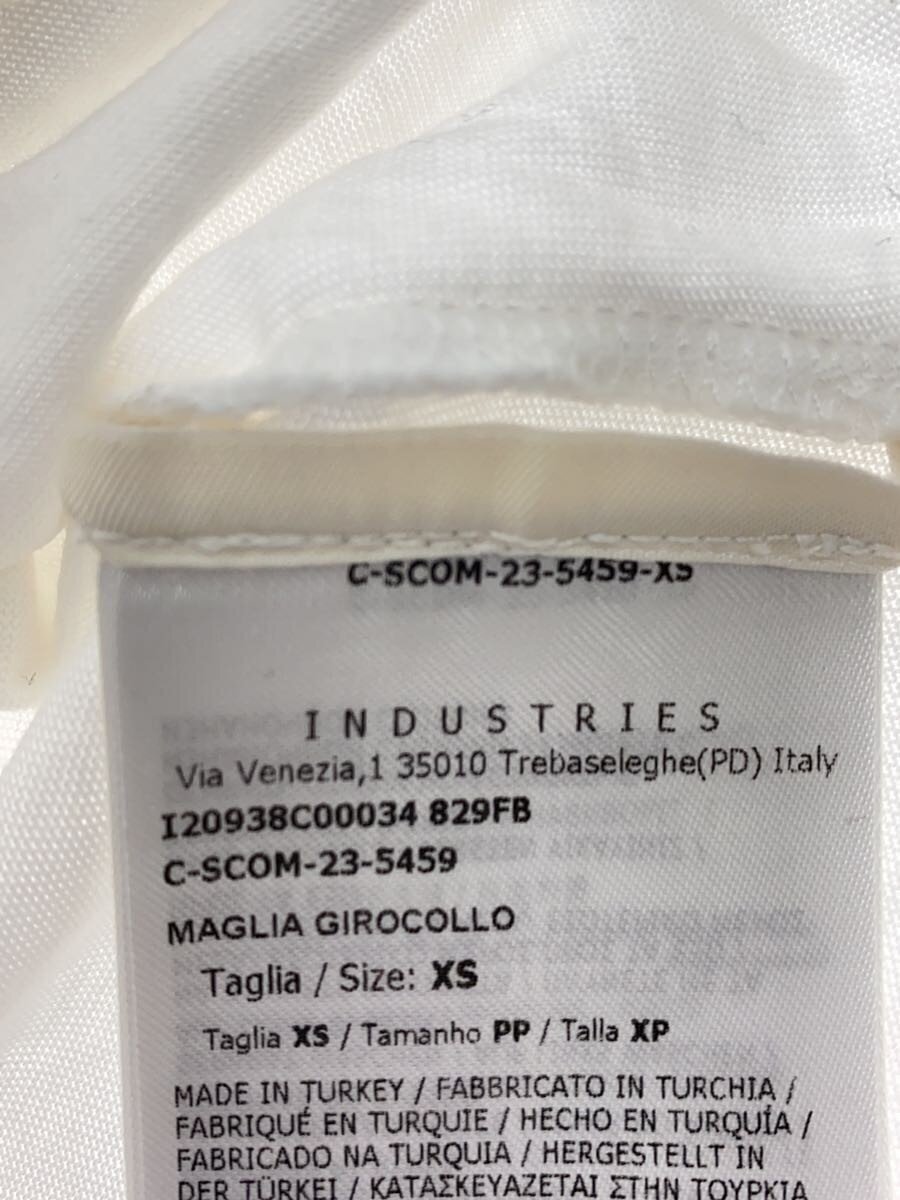 C-SCOM-23-5459-XS
INDUSTRIES
Via Venezia,1 35010 Trebaseleghe(PD) Italy
I20938C00034 829FB
C-SCOM-23-5459
MAGLIA GIROCOLLO
Taglia / Size: XS
Taglia XS / Tamanho PP / Talla XP
MADE IN TURKEY / FABBRICATO IN TURCHIA /
FABRIQUÉ EN TURQUIE / HECHO EN TURQUÍA /
FABRICADO NA TURQUIA / HERGESTELLT IN
DER TÜRKEI / ΚΑΤΑΣΚΕΥΑΖΕΤΑΙ ΣΤΗΝ ΤΟΥΡΚΙΑ